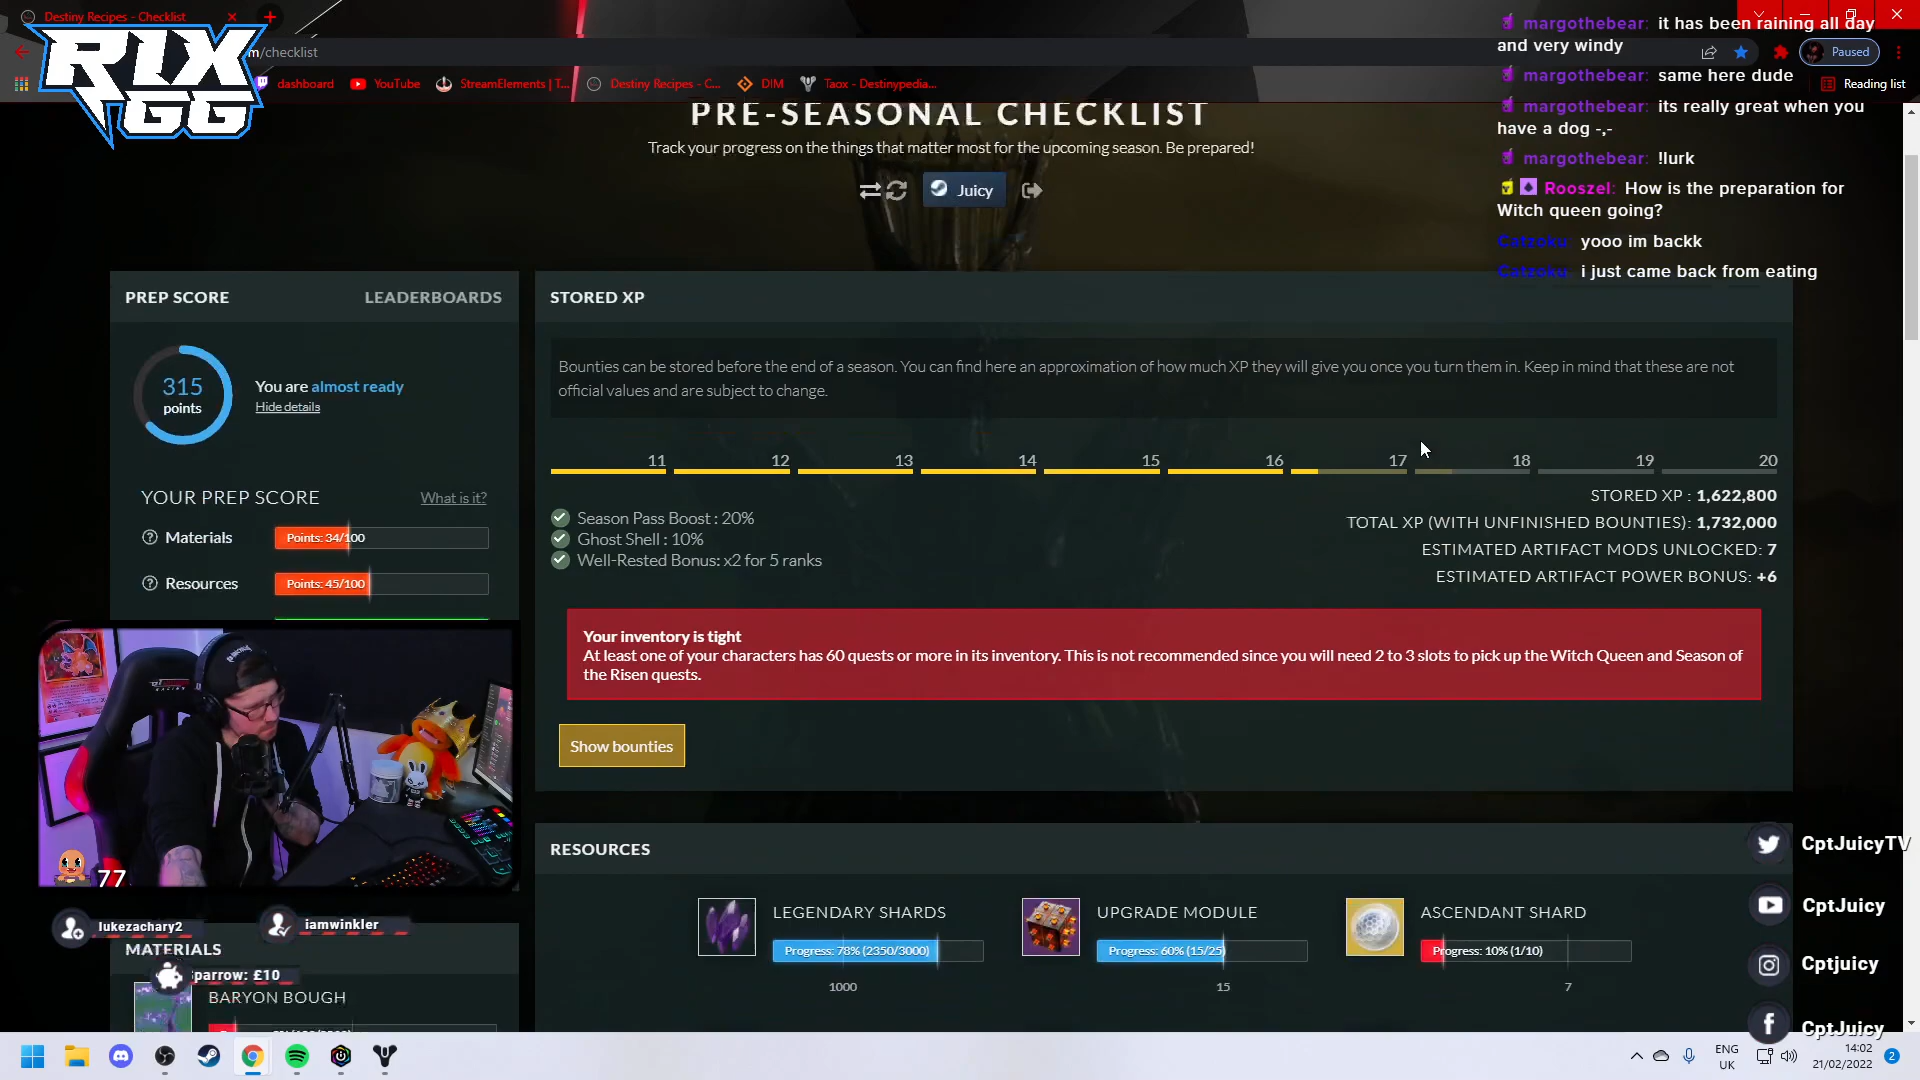 Destiny Recipes - Checklist
m/checklist
Paused
dashboard
YouTube
StreamElements | T...
Destiny Recipes - C...
DIM
Taox - Destinypedia...
Reading list
RIX
GG
margothebear: it has been raining all day
and very windy
margothebear: same here dude
margothebear: its really great when you
have a dog -,-
margothebear: !lurk
Rooszel: How is the preparation for
Witch queen going?
Catzoku: yooo im backk
Catzoku: i just came back from eating
PRE-SEASONAL CHECKLIST
Track your progress on the things that matter most for the upcoming season. Be prepared!
Juicy
PREP SCORE
LEADERBOARDS
315
points
You are almost ready
Hide details
YOUR PREP SCORE
What is it?
Materials
Points: 34/100
Resources
Points: 45/100
STORED XP
Bounties can be stored before the end of a season. You can find here an approximation of how much XP they will give you once you turn them in. Keep in mind that these are not
official values and are subject to change.
11 12 13 14 15 16 17 18 19 20
Season Pass Boost : 20%
Ghost Shell : 10%
Well-Rested Bonus: x2 for 5 ranks
STORED XP : 1,622,800
TOTAL XP (WITH UNFINISHED BOUNTIES): 1,732,000
ESTIMATED ARTIFACT MODS UNLOCKED: 7
ESTIMATED ARTIFACT POWER BONUS: +6
Your inventory is tight
At least one of your characters has 60 quests or more in its inventory. This is not recommended since you will need 2 to 3 slots to pick up the Witch Queen and Season of
the Risen quests.
Show bounties
RESOURCES
LEGENDARY SHARDS
Progress: 78% (2350/3000)
1000
UPGRADE MODULE
Progress: 60% (15/25)
15
ASCENDANT SHARD
Progress: 10% (1/10)
7
77
lukezachary2
iamwinkler
MATERIALS
Sparrow: £10
BARYON BOUGH
CptJuicyTV
CptJuicy
Cptjuicy
CptJuicy
ENG
UK
14:02
21/02/2022
2